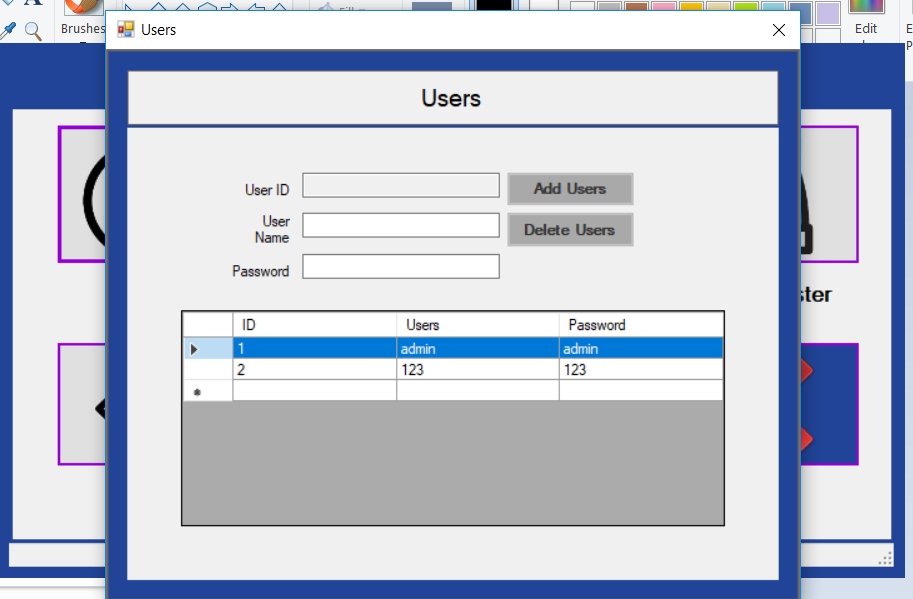 Brushes
Edit
Users
Users
User ID
Add Users
User
Name
Delete Users
Password
ster
ID Users Password
1 admin admin
2 123 123